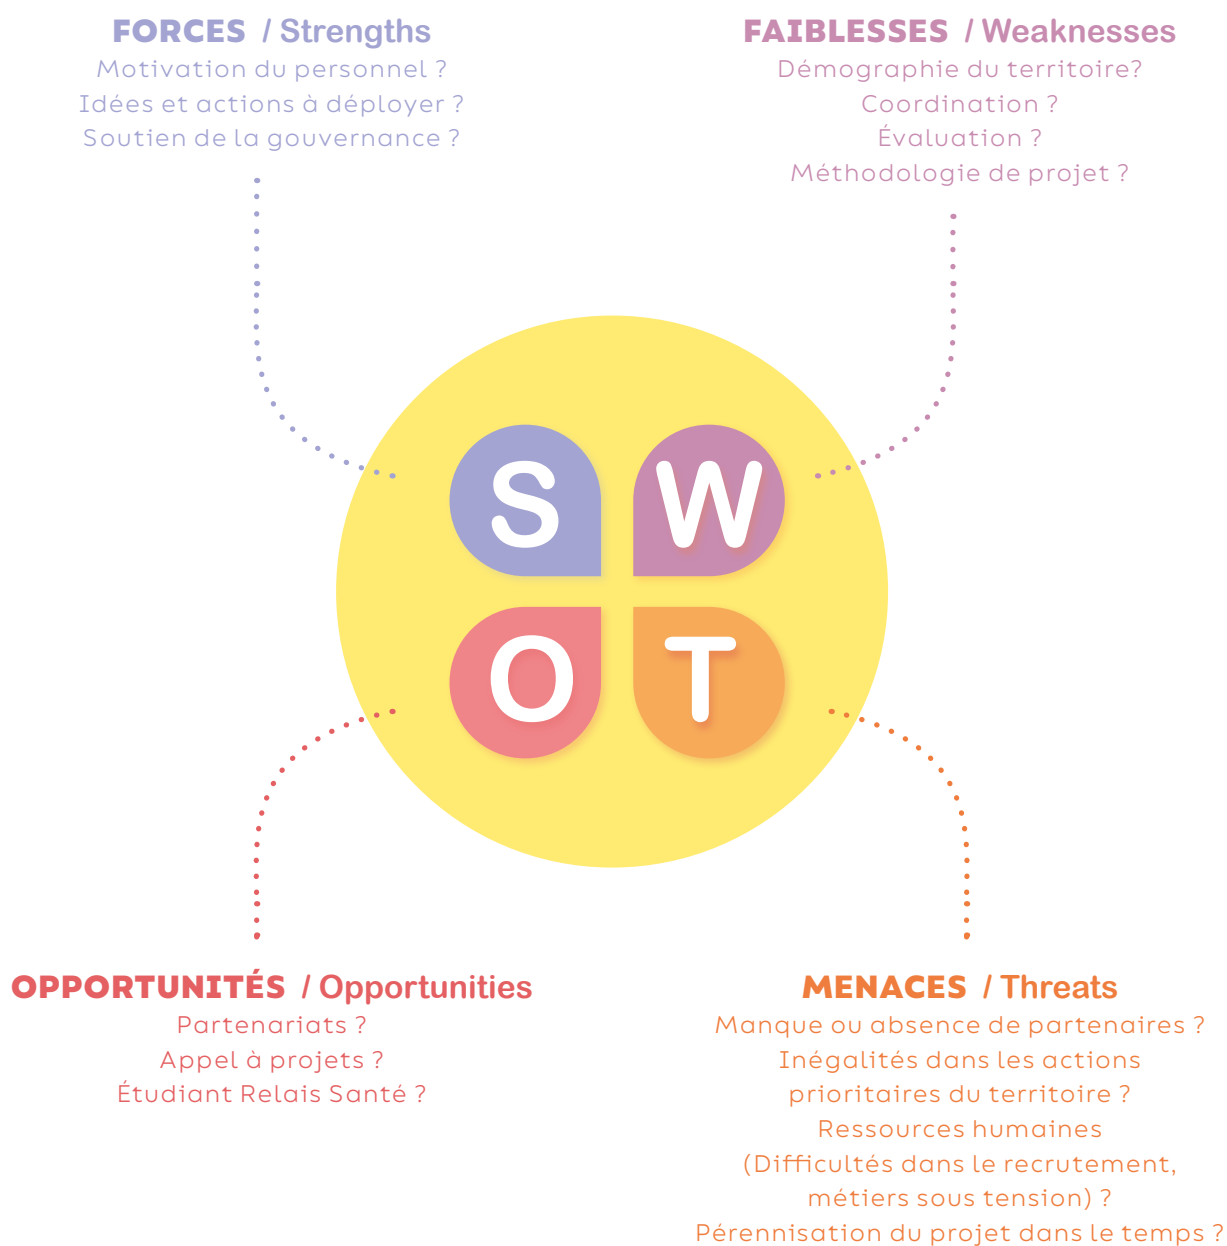 FORCES / Strengths
Motivation du personnel ?
Idées et actions à déployer ?
Soutien de la gouvernance ?
FAIBLESSES / Weaknesses
Démographie du territoire?
Coordination ?
Évaluation ?
Méthodologie de projet ?
S W
O T
OPPORTUNITÉS / Opportunities
Partenariats ?
Appel à projets ?
Étudiant Relais Santé ?
MENACES / Threats
Manque ou absence de partenaires ?
Inégalités dans les actions
prioritaires du territoire ?
Ressources humaines
(Difficultés dans le recrutement,
métiers sous tension) ?
Pérennisation du projet dans le temps ?